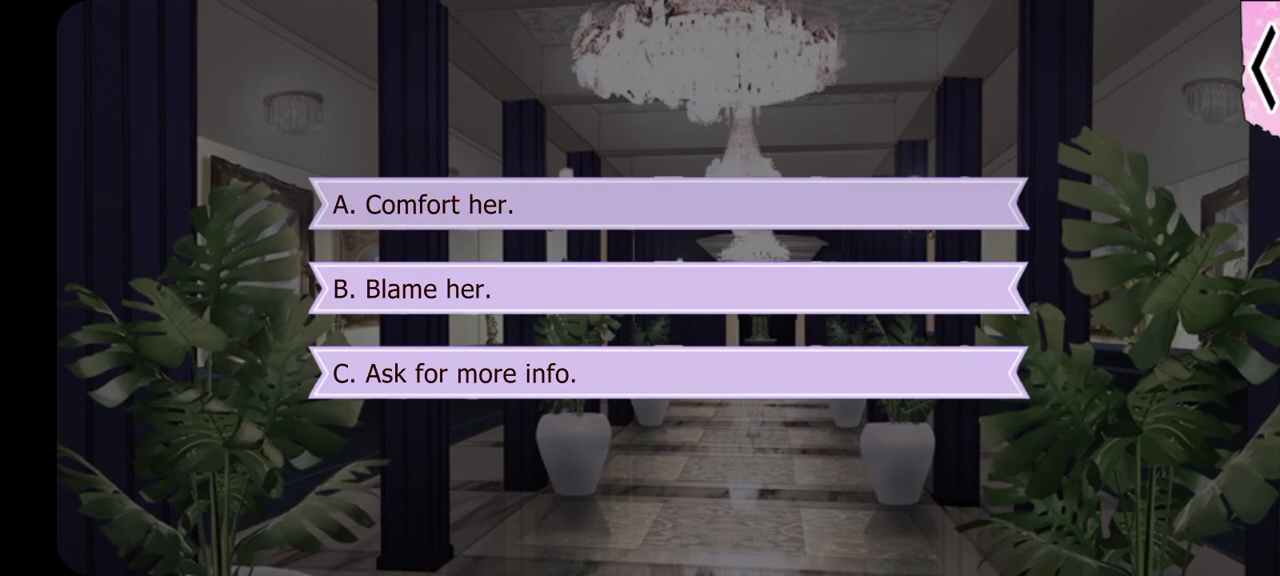 A. Comfort her.
B. Blame her.
C. Ask for more info.